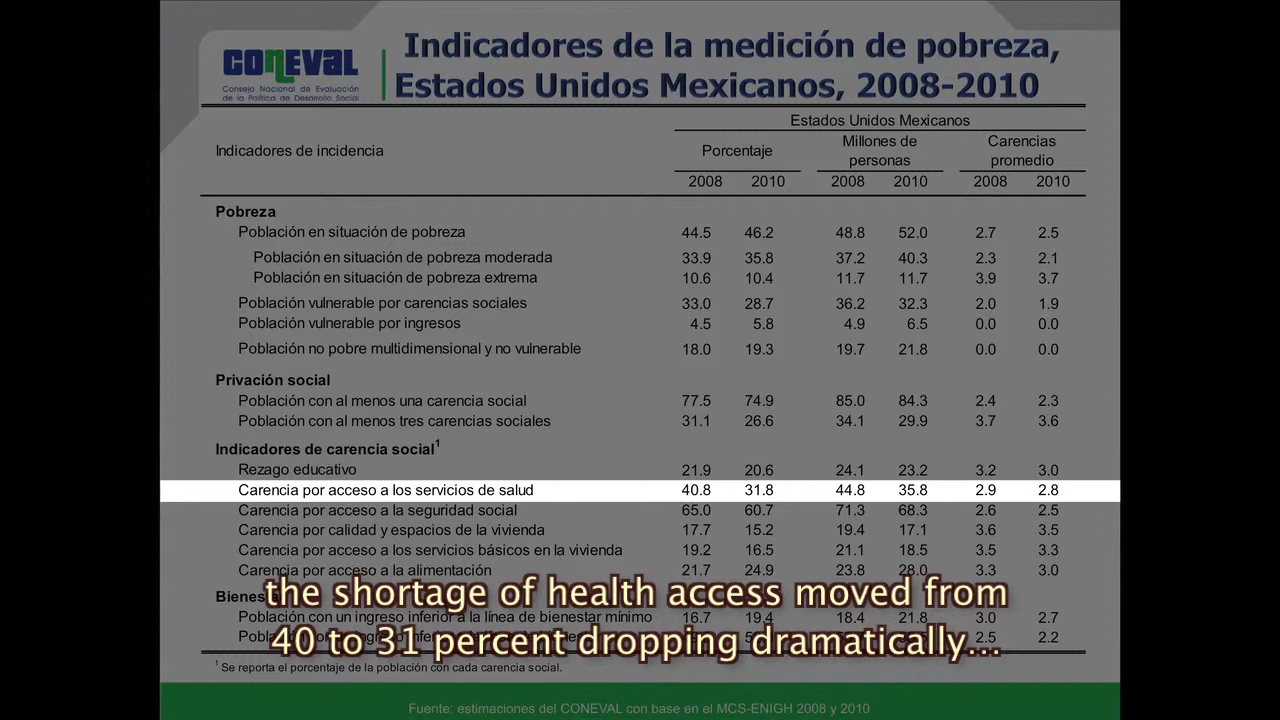 CONEVAL
Consejo Nacional de Evaluación
de la Política de Desarrollo Social
Indicadores de la medición de pobreza,
Estados Unidos Mexicanos, 2008-2010
Estados Unidos Mexicanos
Indicadores de incidencia Porcentaje Millones de personas Carencias promedio
2008 2010 2008 2010 2008 2010
Pobreza
Población en situación de pobreza 44.5 46.2 48.8 52.0 2.7 2.5
Población en situación de pobreza moderada 33.9 35.8 37.2 40.3 2.3 2.1
Población en situación de pobreza extrema 10.6 10.4 11.7 11.7 3.9 3.7
Población vulnerable por carencias sociales 33.0 28.7 36.2 32.3 2.0 1.9
Población vulnerable por ingresos 4.5 5.8 4.9 6.5 0.0 0.0
Población no pobre multidimensional y no vulnerable 18.0 19.3 19.7 21.8 0.0 0.0
Privación social
Población con al menos una carencia social 77.5 74.9 85.0 84.3 2.4 2.3
Población con al menos tres carencias sociales 31.1 26.6 34.1 29.9 3.7 3.6
Indicadores de carencia social¹
Rezago educativo 21.9 20.6 24.1 23.2 3.2 3.0
Carencia por acceso a los servicios de salud 40.8 31.8 44.8 35.8 2.9 2.8
Carencia por acceso a la seguridad social 65.0 60.7 71.3 68.3 2.6 2.5
Carencia por calidad y espacios de la vivienda 17.7 15.2 19.4 17.1 3.6 3.5
Carencia por acceso a los servicios básicos en la vivienda 19.2 16.5 21.1 18.5 3.5 3.3
Carencia por acceso a la alimentación 21.7 24.9 23.8 28.0 3.3 3.0
the shortage of health access moved from
Población con un ingreso inferior a la línea de bienestar mínimo 16.7 19.4 18.4 21.8 3.0 2.7
40 to 31 percent dropping dramatically...
2.5 2.2
¹ Se reporta el porcentaje de la población con cada carencia social.
Fuente: estimaciones del CONEVAL con base en el MCS-ENIGH 2008 y 2010